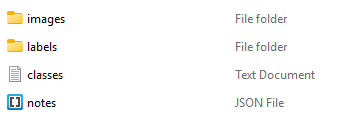 images File folder
labels File folder
classes Text Document
notes JSON File